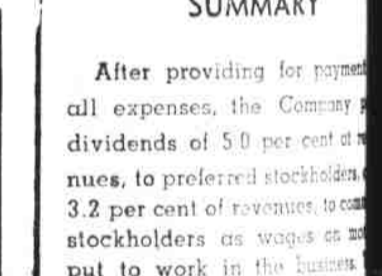 SUMMARY
After providing for payment
all expenses, the Company
dividends of 5.0 per cent of
nues, to preferred stockholders,
3.2 per cent of revenues, to
stockholders as wages on
put to work in the business.